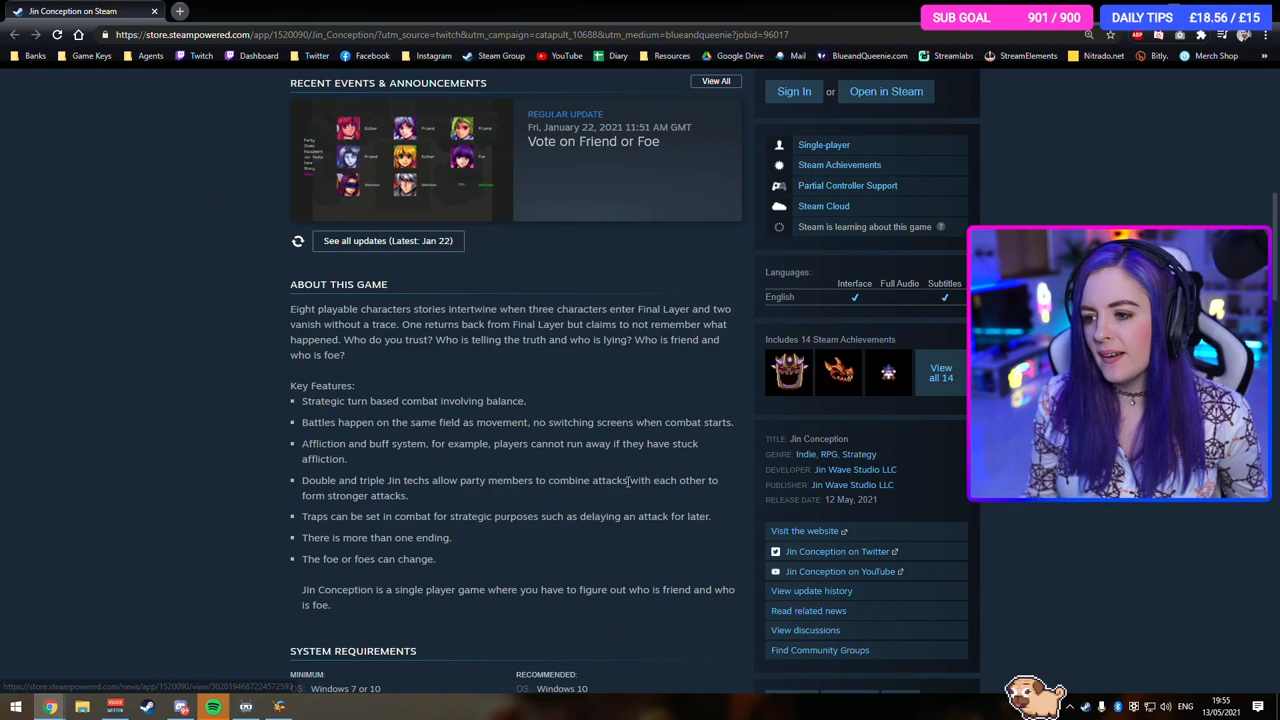 Jin Conception on Steam
SUB GOAL 901 / 900
DAILY TIPS £18.56 / £15
https://store.steampowered.com/app/1520090/Jin_Conception/?utm_source=twitch&utm_campaign=catapult_10688&utm_medium=blueandqueenie?jobid=96017
Banks Game Keys Agents Twitch Dashboard Twitter Facebook Instagram Steam Group YouTube Diary Resources Google Drive Mail BlueandQueenie.com Streamlabs StreamElements Nitrado.net Bitly. Merch Shop
RECENT EVENTS & ANNOUNCEMENTS
View All
REGULAR UPDATE
Fri, January 22, 2021 11:51 AM GMT
Vote on Friend or Foe
See all updates (Latest: Jan 22)
ABOUT THIS GAME
Eight playable characters stories intertwine when three characters enter Final Layer and two
vanish without a trace. One returns back from Final Layer but claims to not remember what
happened. Who do you trust? Who is telling the truth and who is lying? Who is friend and
who is foe?
Key Features:
Strategic turn based combat involving balance.
Battles happen on the same field as movement, no switching screens when combat starts.
Affliction and buff system, for example, players cannot run away if they have stuck
affliction.
Double and triple Jin techs allow party members to combine attacks with each other to
form stronger attacks.
Traps can be set in combat for strategic purposes such as delaying an attack for later.
There is more than one ending.
The foe or foes can change.
Jin Conception is a single player game where you have to figure out who is friend and who
is foe.
SYSTEM REQUIREMENTS
MINIMUM:
RECOMMENDED:
OS: Windows 7 or 10
OS: Windows 10
Sign In or Open in Steam
Single-player
Steam Achievements
Partial Controller Support
Steam Cloud
Steam is learning about this game ?
Languages:
Interface Full Audio Subtitles
English
Includes 14 Steam Achievements
View
all 14
TITLE: Jin Conception
GENRE: Indie, RPG, Strategy
DEVELOPER: Jin Wave Studio LLC
PUBLISHER: Jin Wave Studio LLC
RELEASE DATE: 12 May, 2021
Visit the website
Jin Conception on Twitter
Jin Conception on YouTube
View update history
Read related news
View discussions
Find Community Groups
https://store.steampowered.com/news/app/1520090/view/3020194687224572593
ENG
19:55
13/05/2021